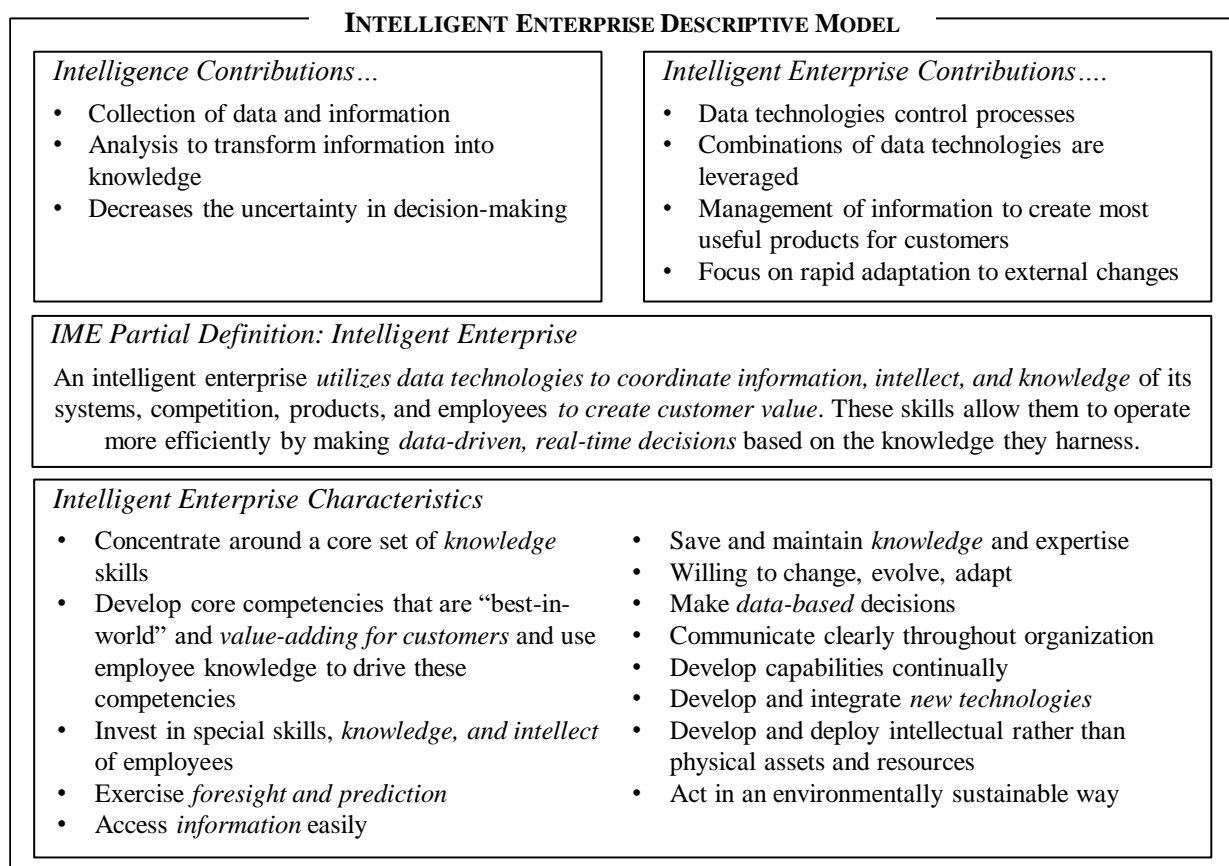 INTELLIGENT ENTERPRISE DESCRIPTIVE MODEL
Intelligence Contributions…
• Collection of data and information
• Analysis to transform information into
knowledge
• Decreases the uncertainty in decision-making
Intelligent Enterprise Contributions….
• Data technologies control processes
• Combinations of data technologies are
leveraged
• Management of information to create most
useful products for customers
• Focus on rapid adaptation to external changes
IME Partial Definition: Intelligent Enterprise
An intelligent enterprise utilizes data technologies to coordinate information, intellect, and knowledge of its
systems, competition, products, and employees to create customer value. These skills allow them to operate
more efficiently by making data-driven, real-time decisions based on the knowledge they harness.
Intelligent Enterprise Characteristics
• Concentrate around a core set of knowledge
skills
• Develop core competencies that are “best-in-
world” and value-adding for customers and use
employee knowledge to drive these
competencies
• Invest in special skills, knowledge, and intellect
of employees
• Exercise foresight and prediction
• Access information easily
• Save and maintain knowledge and expertise
• Willing to change, evolve, adapt
• Make data-based decisions
• Communicate clearly throughout organization
• Develop capabilities continually
• Develop and integrate new technologies
• Develop and deploy intellectual rather than
physical assets and resources
• Act in an environmentally sustainable way